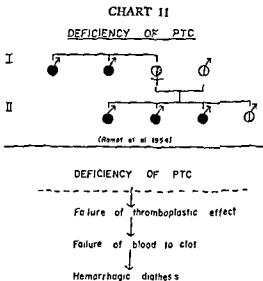 CHART II
DEFICIENCY OF PTC
I
II
(Ramot et al 1954)
DEFICIENCY OF PTC
Failure of thromboplastic effect
Failure of blood to clot
Hemorrhagic diathesis